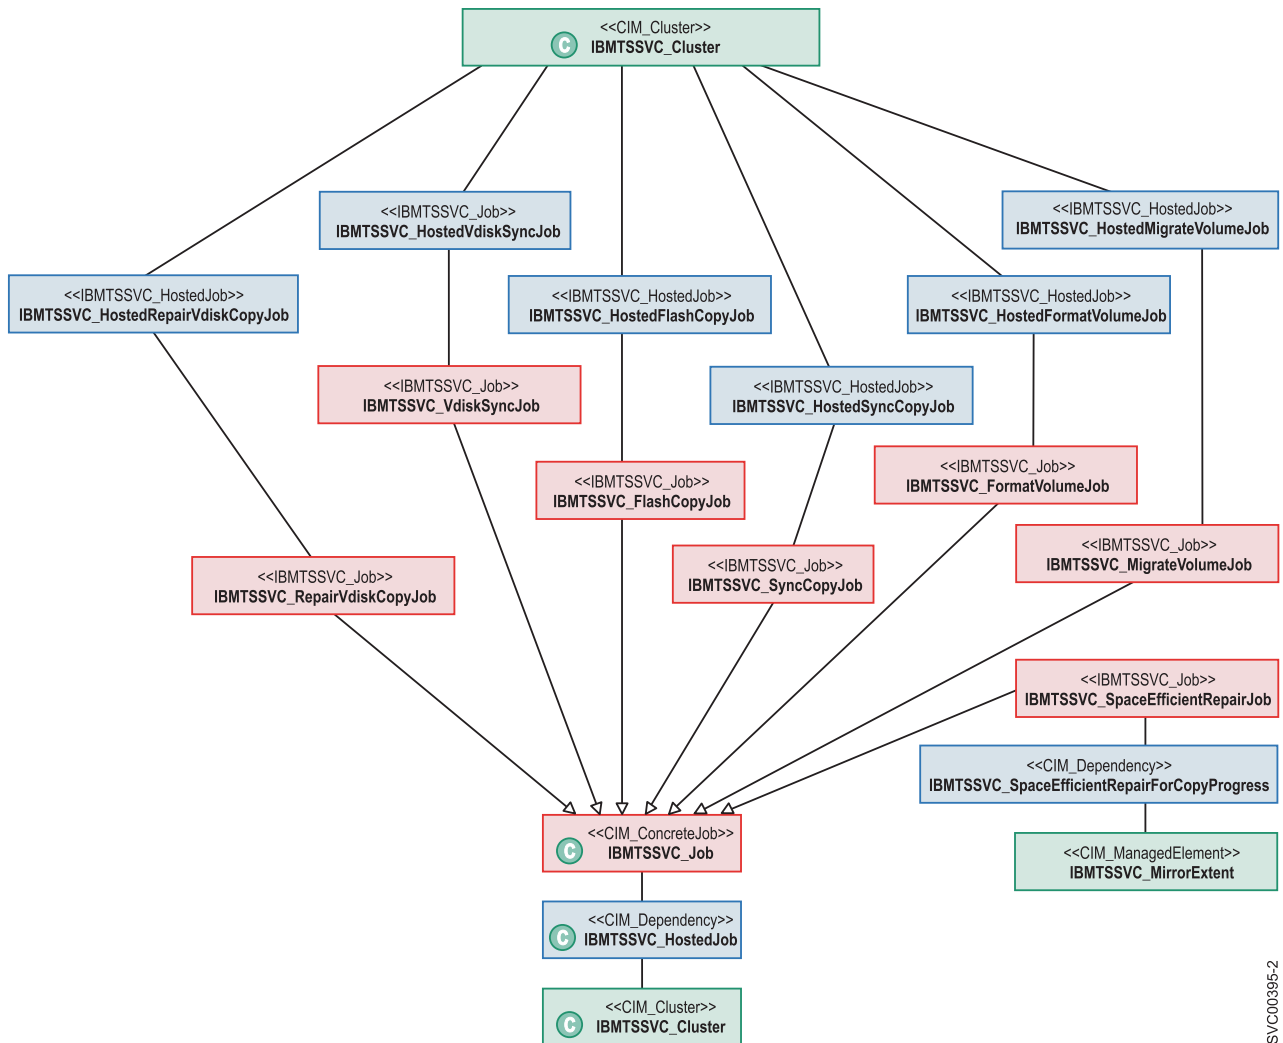 <<CIM_Cluster>>
C
IBMTSSVC_Cluster
<<IBMTSSVC_Job>>
IBMTSSVC_HostedVdiskSyncJob
<<IBMTSSVC_HostedJob>>
IBMTSSVC_HostedMigrateVolumeJob
<<IBMTSSVC_HostedJob>>
IBMTSSVC_HostedRepairVdiskCopyJob
<<IBMTSSVC_HostedJob>>
IBMTSSVC_HostedFlashCopyJob
<<IBMTSSVC_HostedJob>>
IBMTSSVC_HostedFormatVolumeJob
<<IBMTSSVC_Job>>
IBMTSSVC_VdiskSyncJob
<<IBMTSSVC_HostedJob>>
IBMTSSVC_HostedSyncCopyJob
<<IBMTSSVC_Job>>
IBMTSSVC_FlashCopyJob
<<IBMTSSVC_Job>>
IBMTSSVC_FormatVolumeJob
<<IBMTSSVC_Job>>
IBMTSSVC_MigrateVolumeJob
<<IBMTSSVC_Job>>
IBMTSSVC_RepairVdiskCopyJob
<<IBMTSSVC_Job>>
IBMTSSVC_SyncCopyJob
<<IBMTSSVC_Job>>
IBMTSSVC_SpaceEfficientRepairJob
<<CIM_Dependency>>
IBMTSSVC_SpaceEfficientRepairForCopyProgress
<<CIM_ConcreteJob>>
C
IBMTSSVC_Job
<<CIM_ManagedElement>>
IBMTSSVC_MirrorExtent
<<CIM_Dependency>>
C
IBMTSSVC_HostedJob
<<CIM_Cluster>>
C
IBMTSSVC_Cluster
SVC00395-2